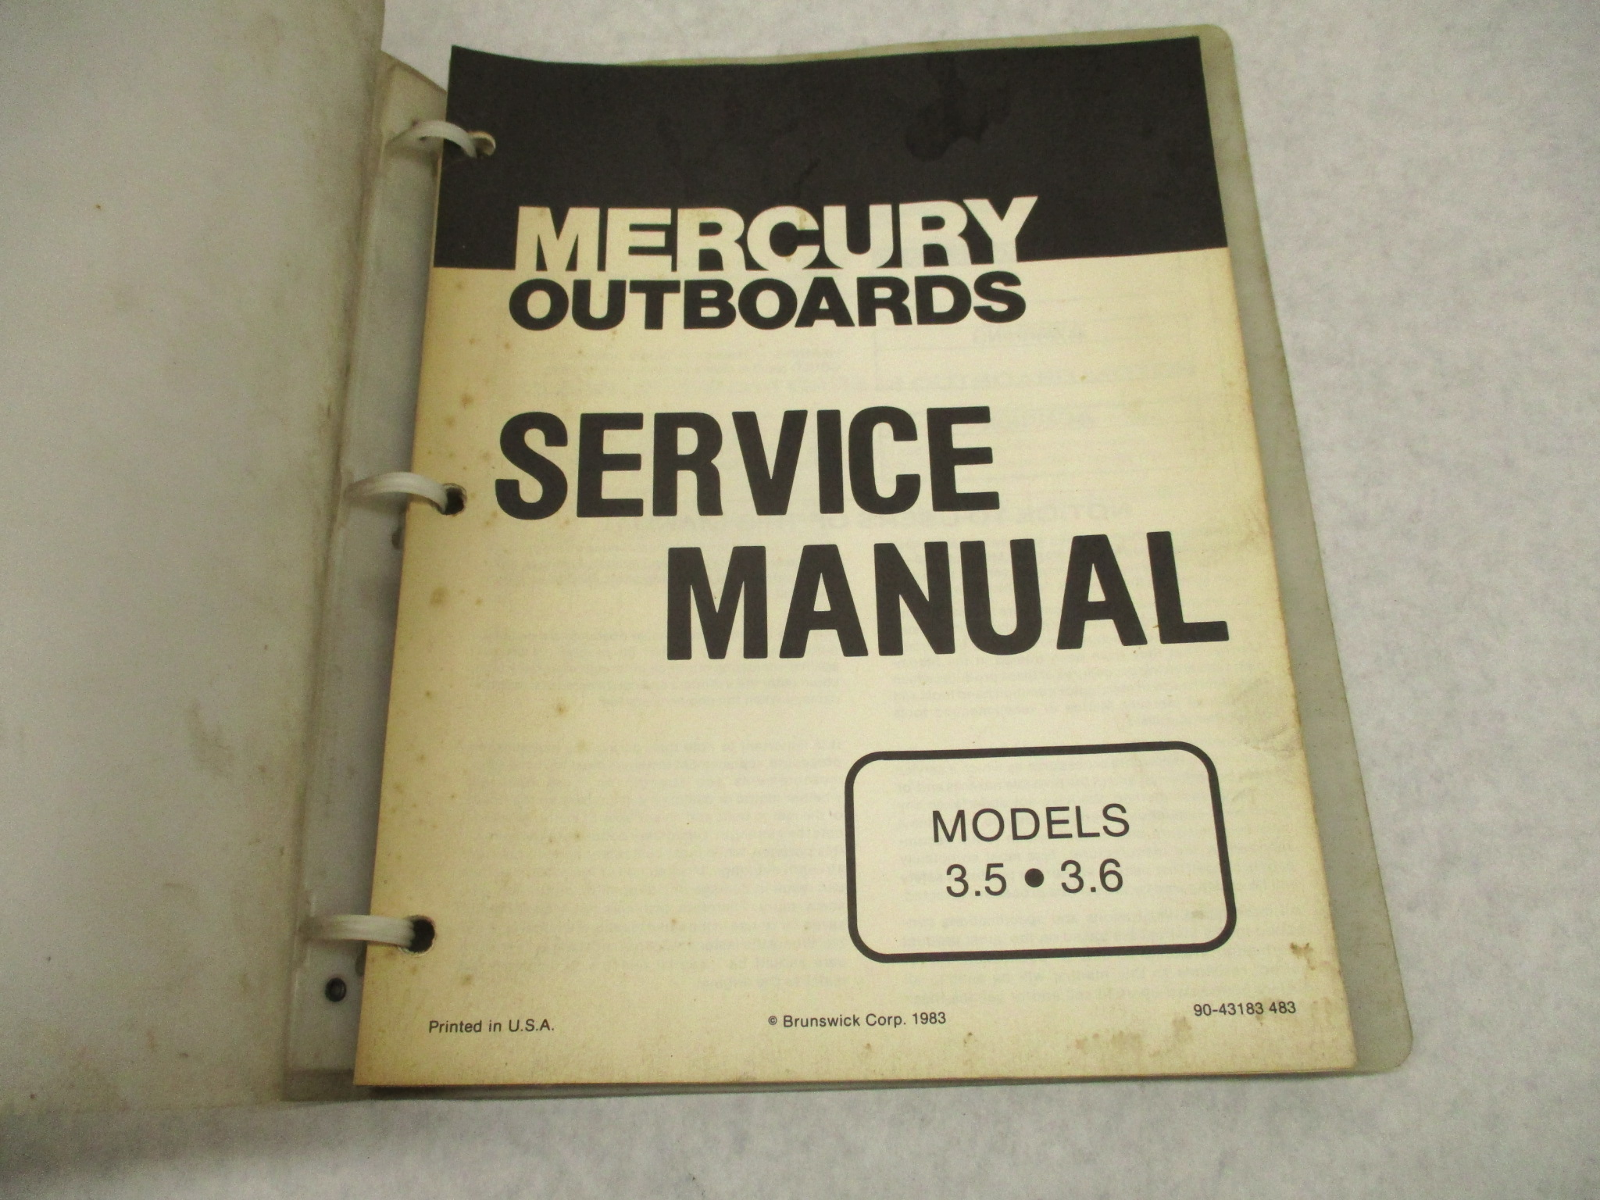 MERCURY
OUTBOARDS
SERVICE
MANUAL
MODELS
3.5 • 3.6
Printed in U.S.A.
© Brunswick Corp. 1983
90-43183 483